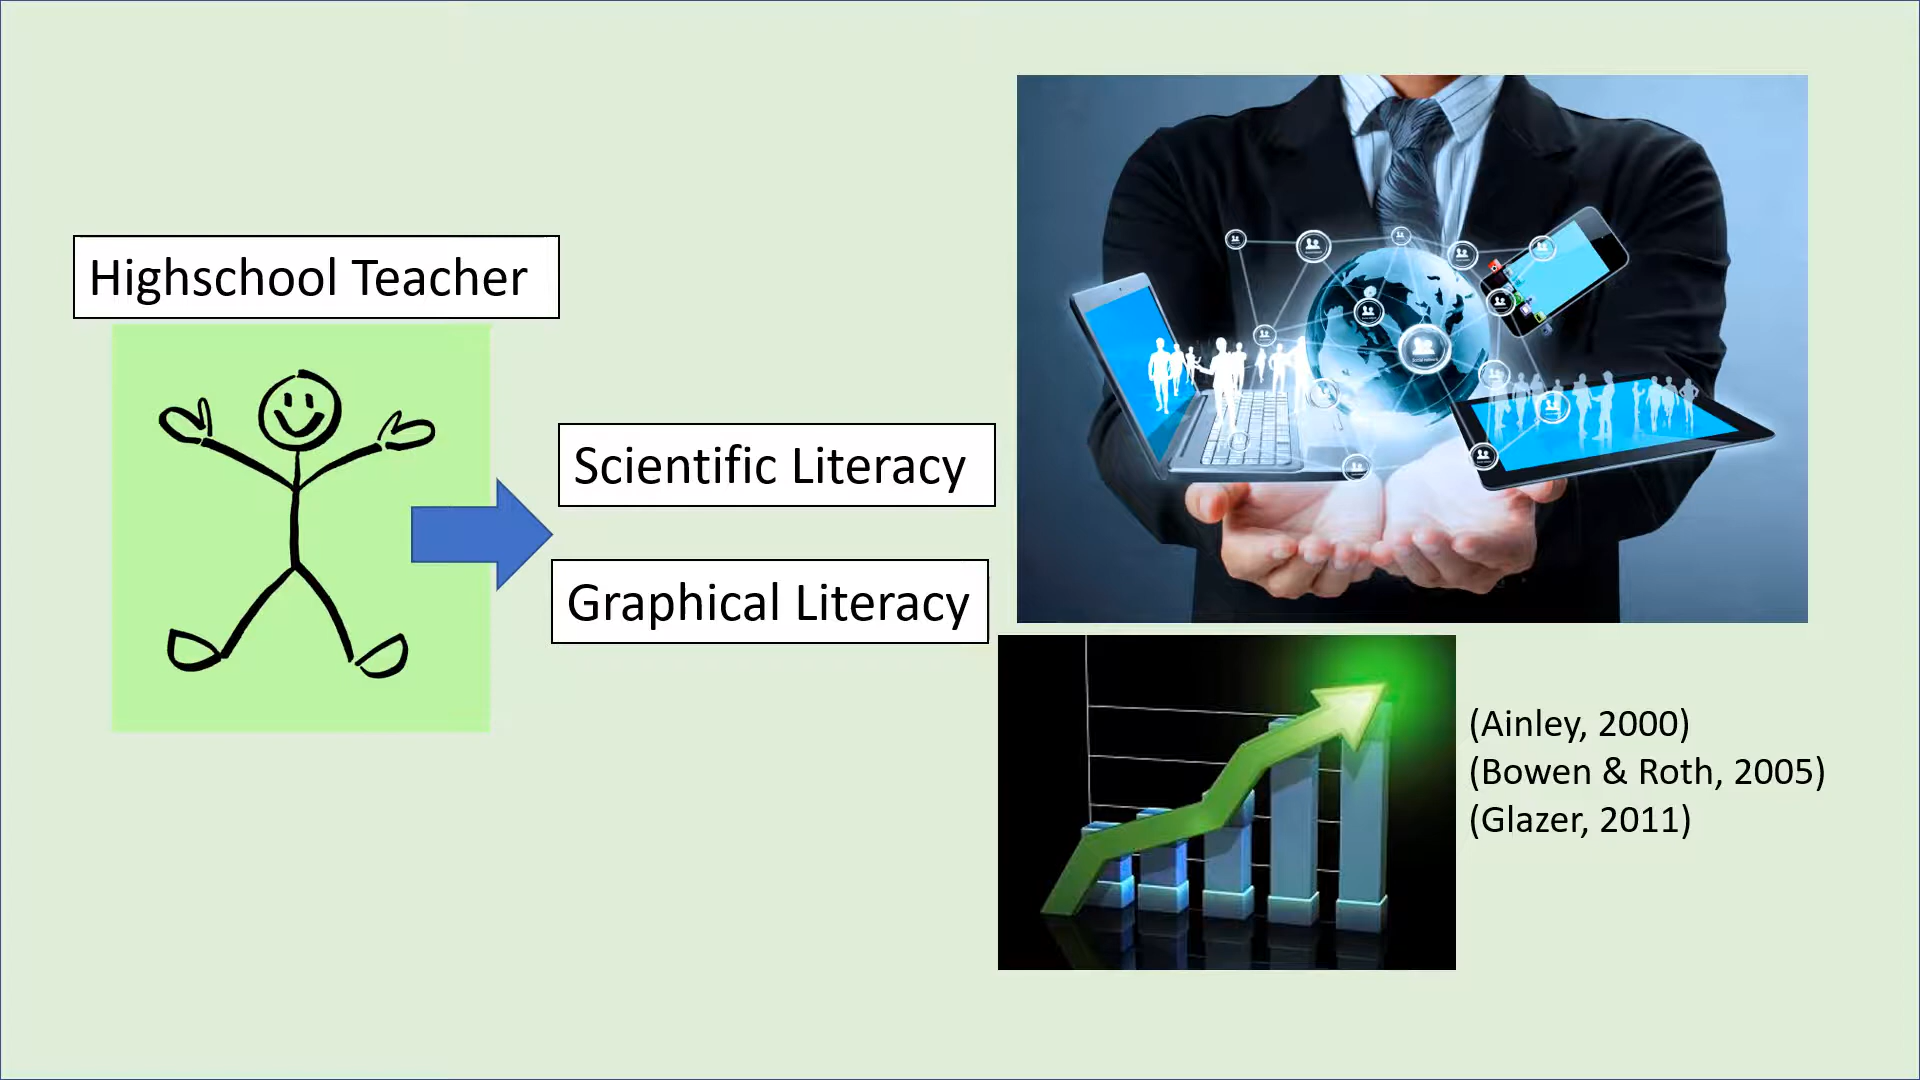 Highschool Teacher
Scientific Literacy
Graphical Literacy
(Ainley, 2000)
(Bowen & Roth, 2005)
(Glazer, 2011)